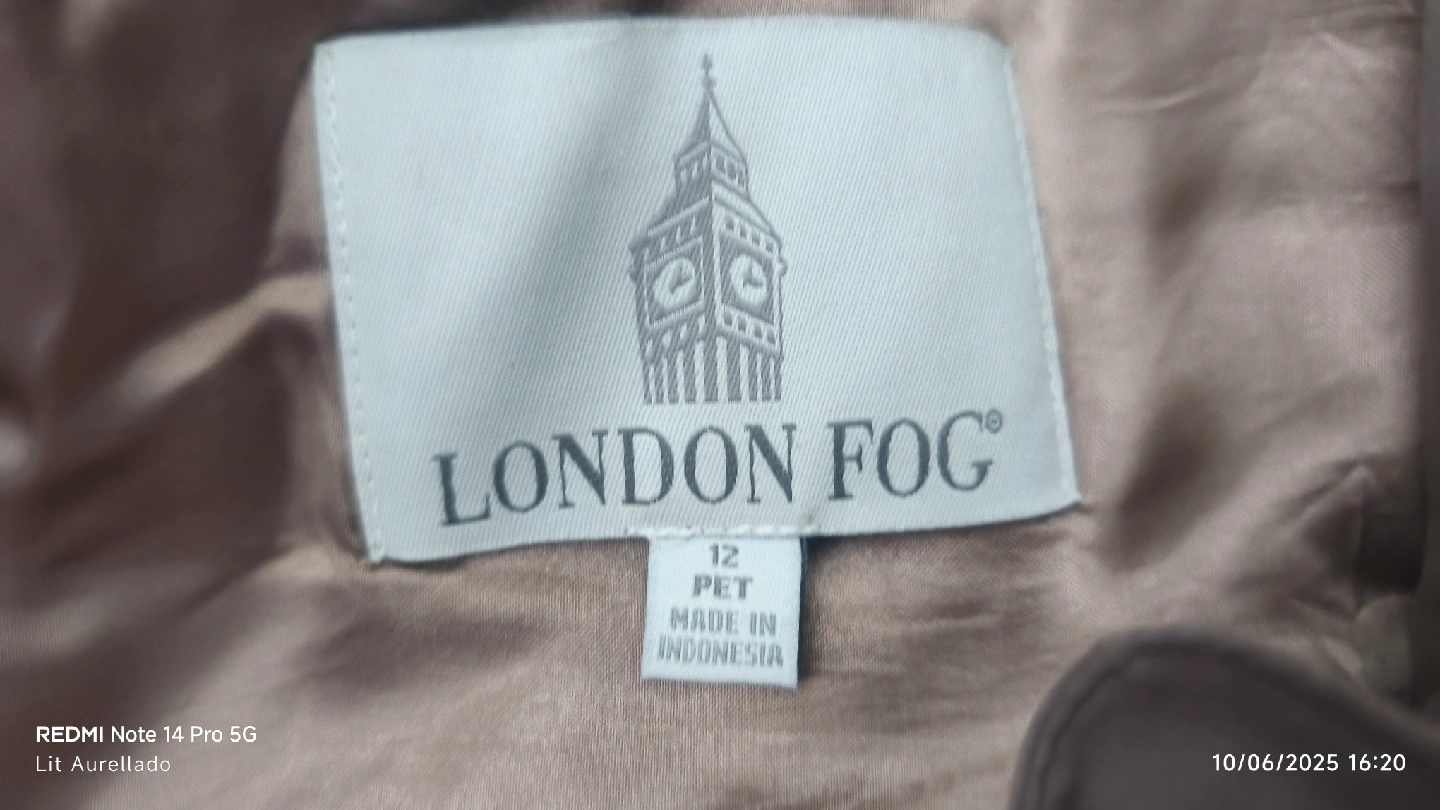 LONDON FOG®
12
PET
MADE IN
INDONESIA
REDMI Note 14 Pro 5G
Lit Aurellado
10/06/2025 16:20